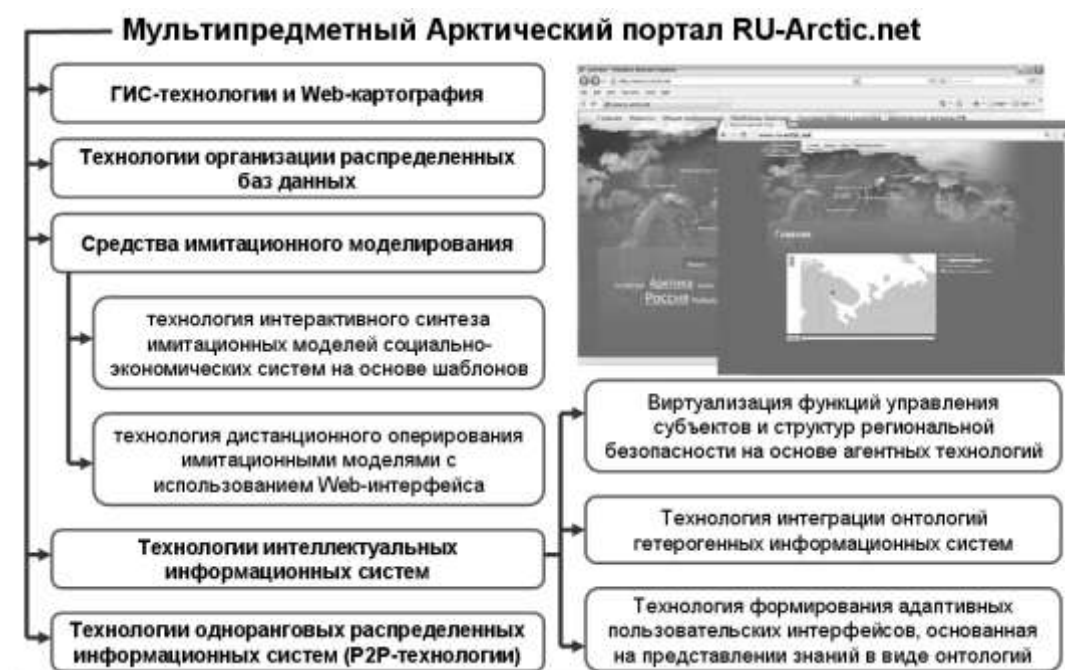 Мультипредметный Арктический портал RU-Arctic.net
ГИС-технологии и Web-картография
Технологии организации распределенных
баз данных
Средства имитационного моделирования
технология интерактивного синтеза
имитационных моделей социально-
экономических систем на основе шаблонов
технология дистанционного оперирования
имитационными моделями с
использованием Web-интерфейса
Технологии интеллектуальных
информационных систем
Технологии одноранговых распределенных
информационных систем (P2P-технологии)
Главная
Арктика
Россия
Виртуализация функций управления
субъектов и структур региональной
безопасности на основе агентных технологий
Технология интеграции онтологий
гетерогенных информационных систем
Технология формирования адаптивных
пользовательских интерфейсов, основанная
на представлении знаний в виде онтологий